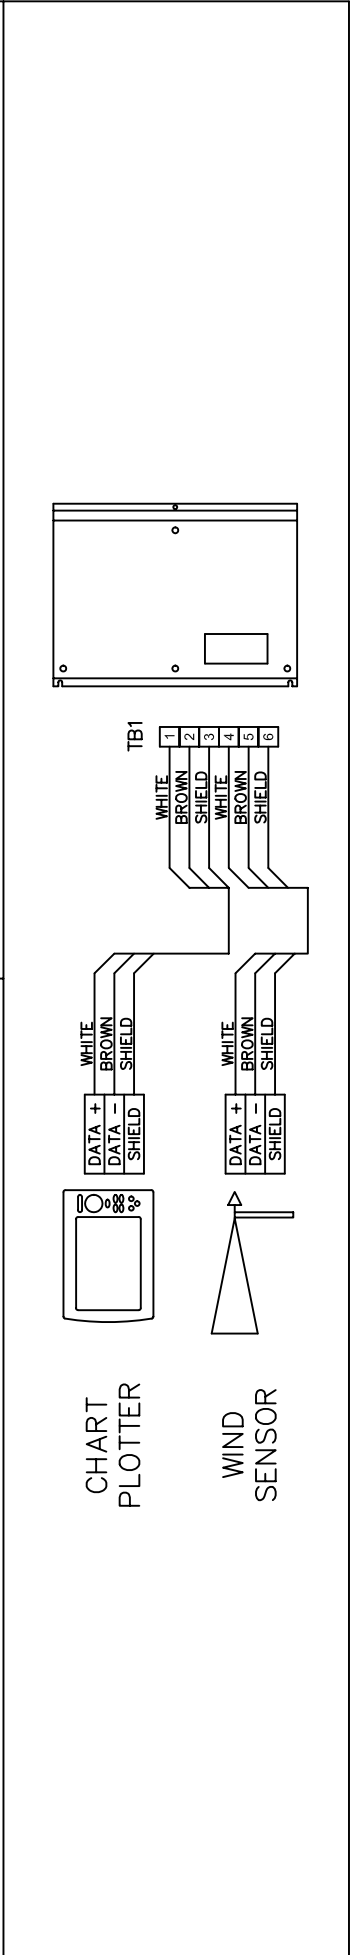 CHART
PLOTTER
DATA +
DATA -
SHIELD
WHITE
BROWN
SHIELD
WIND
SENSOR
DATA +
DATA -
SHIELD
WHITE
BROWN
SHIELD
TB1
WHITE
BROWN
SHIELD
WHITE
BROWN
SHIELD
1
2
3
4
5
6